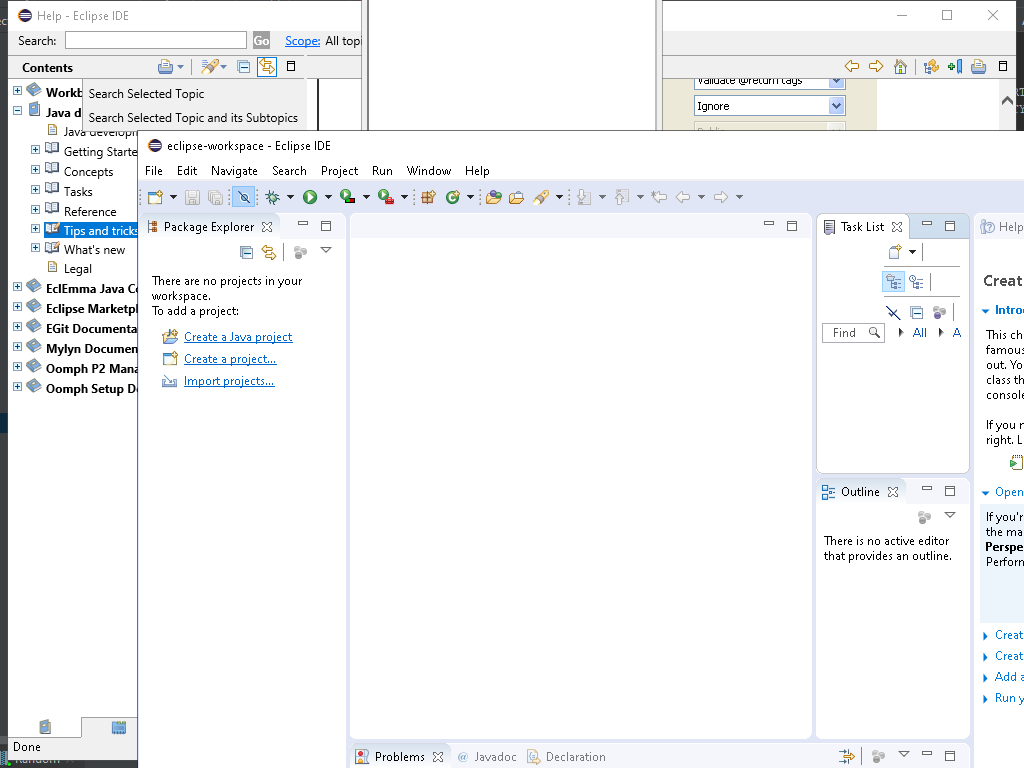 Help - Eclipse IDE
Search:
Go
Scope:
All topi
Contents
Search Selected Topic
Search Selected Topic and its Subtopics
Validate @return tags
Ignore
Workb
Java d
Java develop
Getting Starte
Concepts
Tasks
Reference
Tips and tricks
What's new
Legal
EclEmma Java Co
Eclipse Marketpl
EGit Documenta
Mylyn Documen
Oomph P2 Mana
Oomph Setup Do
Done
eclipse-workspace - Eclipse IDE
File Edit Navigate Search Project Run Window Help
Package Explorer
There are no projects in your
workspace.
To add a project:
Create a Java project
Create a project...
Import projects...
Task List
Find
All
A
Outline
There is no active editor
that provides an outline.
Help
Creat
Intro
This ch
famous
out. Yo
class th
console
If you n
right. L
Open
If you'r
the ma
Perspe
Perforn
Creat
Creat
Add a
Run y
Problems
@ Javadoc
Declaration